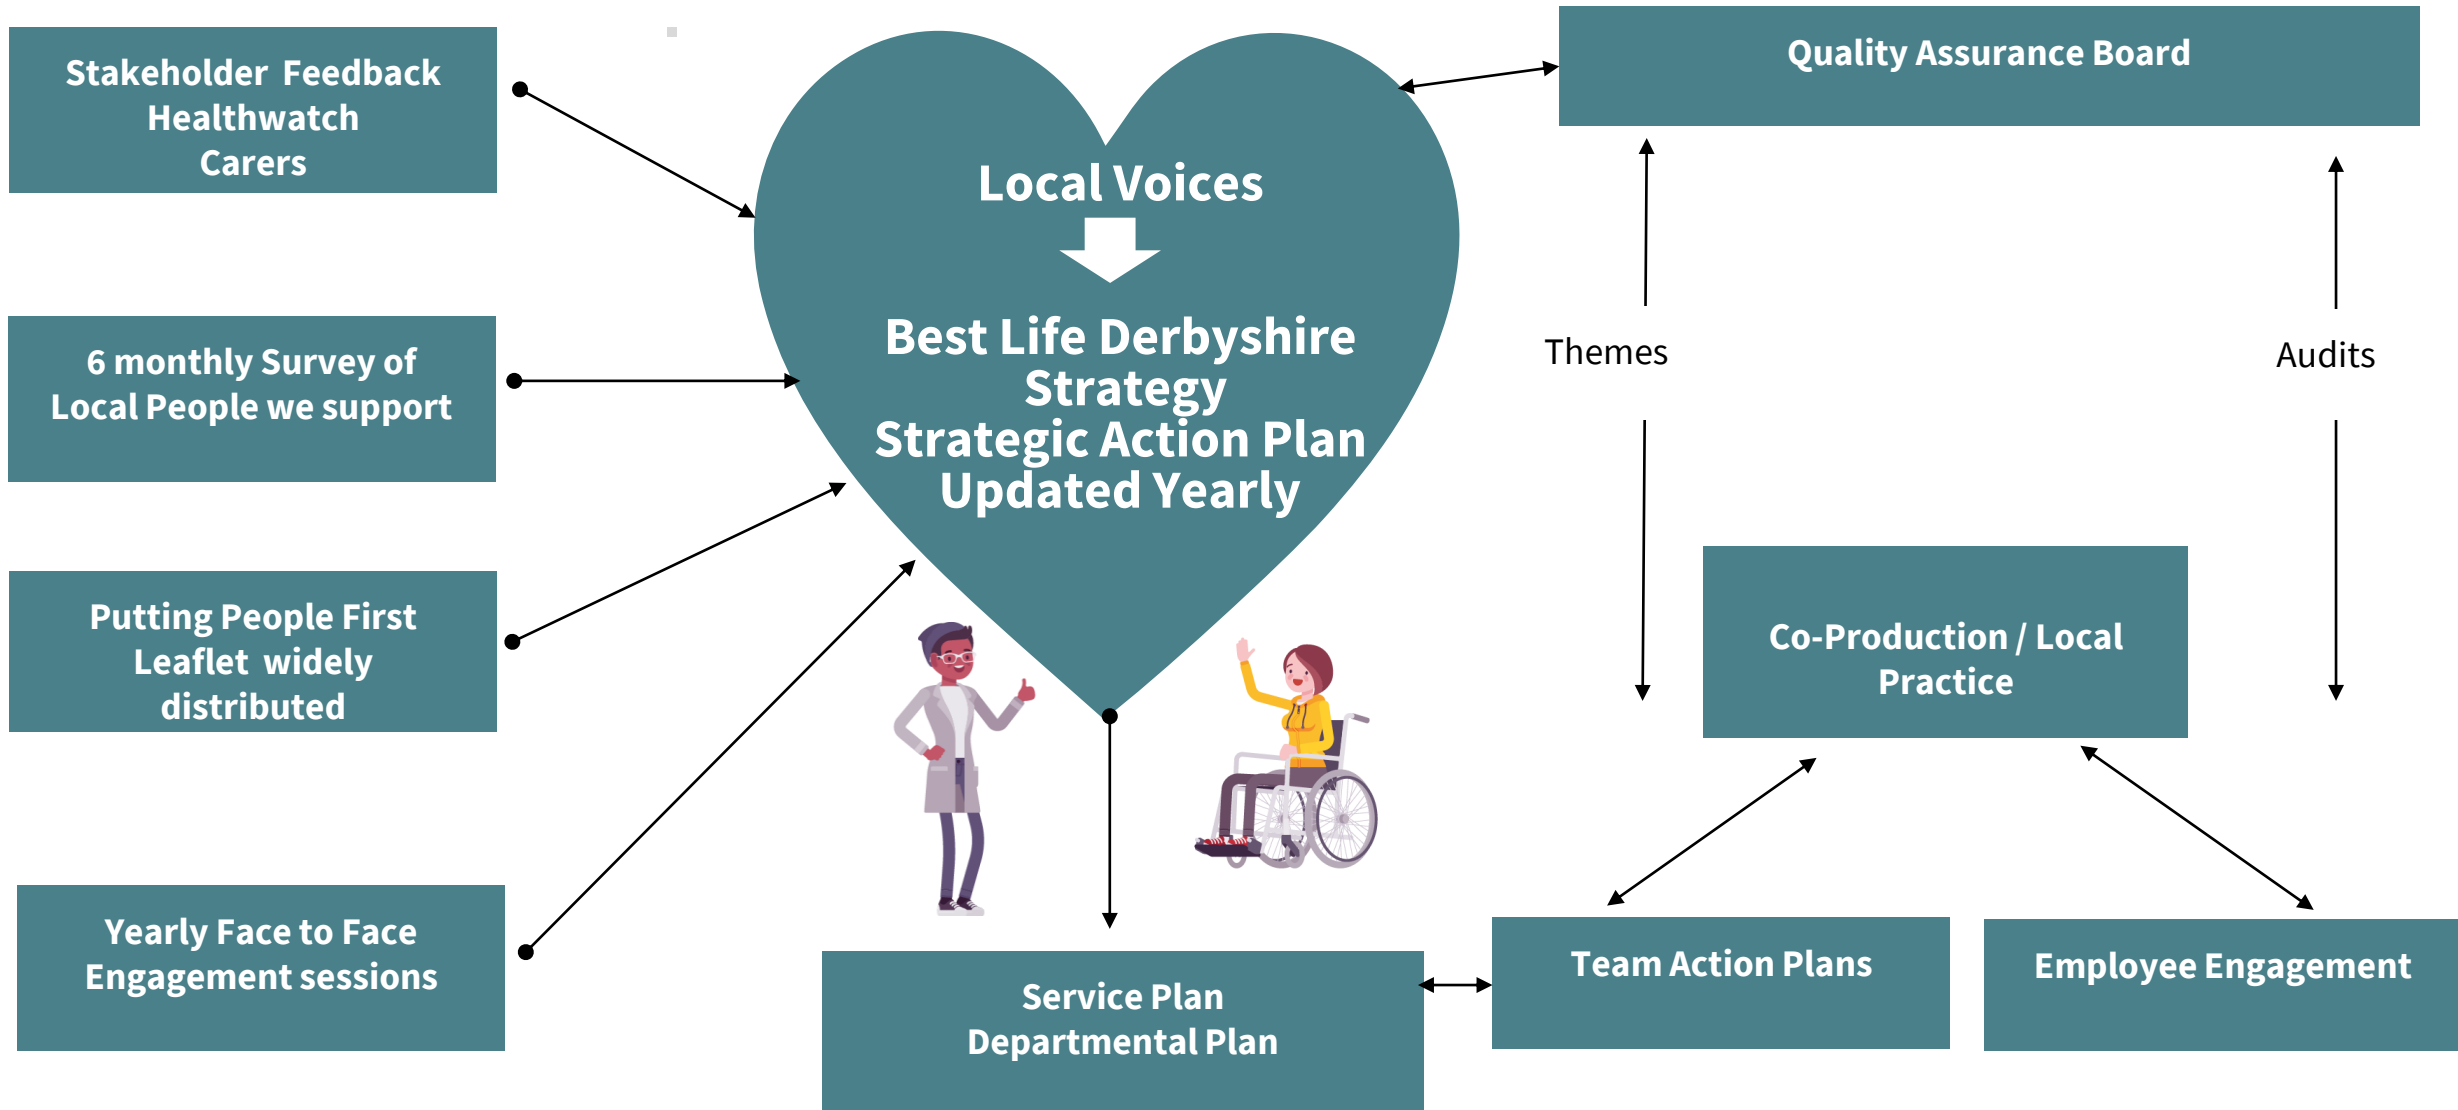 Stakeholder Feedback
Healthwatch
Carers
6 monthly Survey of
Local People we support
Putting People First
Leaflet widely
distributed
Yearly Face to Face
Engagement sessions
Local Voices
Best Life Derbyshire
Strategy
Strategic Action Plan
Updated Yearly
Service Plan
Departmental Plan
Quality Assurance Board
Themes
Audits
Co-Production / Local
Practice
Team Action Plans
Employee Engagement